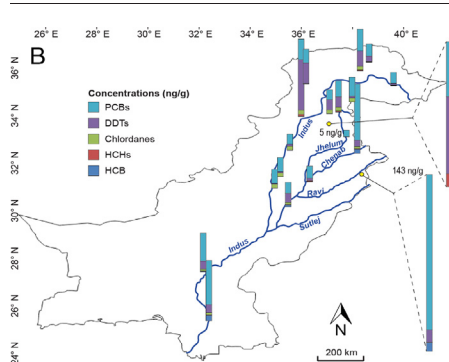 26° E 28° E 30° E 32° E 34° E 36° E 38° E 40° E
B
36° N
34° N
32° N
30° N
28° N
26° N
24° N
Concentrations (ng/g)
PCBs
DDTs
Chlordanes
HCHs
HCB
Indus
5 ng/g
Jhelum
Chenab
143 ng/g
Ravi
Sutlej
Indus
N
200 km